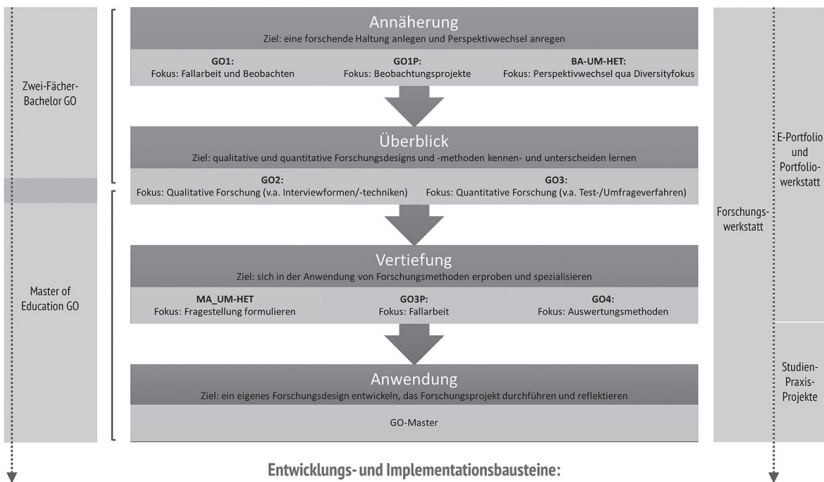 Annäherung
Ziel: eine forschende Haltung anlegen und Perspektivwechsel anregen
GO1:
Fokus: Fallarbeit und Beobachten
GO1P:
Fokus: Beobachtungsprojekte
BA-UM-HET:
Fokus: Perspektivwechsel qua Diversityfokus
Zwei-Fächer-
Bachelor GO
Überblick
Ziel: qualitative und quantitative Forschungsdesigns und -methoden kennen- und unterscheiden lernen
GO2:
Fokus: Qualitative Forschung (v.a. Interviewformen/-techniken)
GO3:
Fokus: Quantitative Forschung (v.a. Test-/Umfrageverfahren)
E-Portfolio
und
Portfolio-
werkstatt
Forschungs-
werkstatt
Vertiefung
Ziel: sich in der Anwendung von Forschungsmethoden erproben und spezialisieren
MA_UM-HET
Fokus: Fragestellung formulieren
GO3P:
Fokus: Fallarbeit
GO4:
Fokus: Auswertungsmethoden
Master of
Education GO
Anwendung
Ziel: ein eigenes Forschungsdesign entwickeln, das Forschungsprojekt durchführen und reflektieren
GO-Master
Studien-
Praxis-
Projekte
Entwicklungs- und Implementationsbausteine: